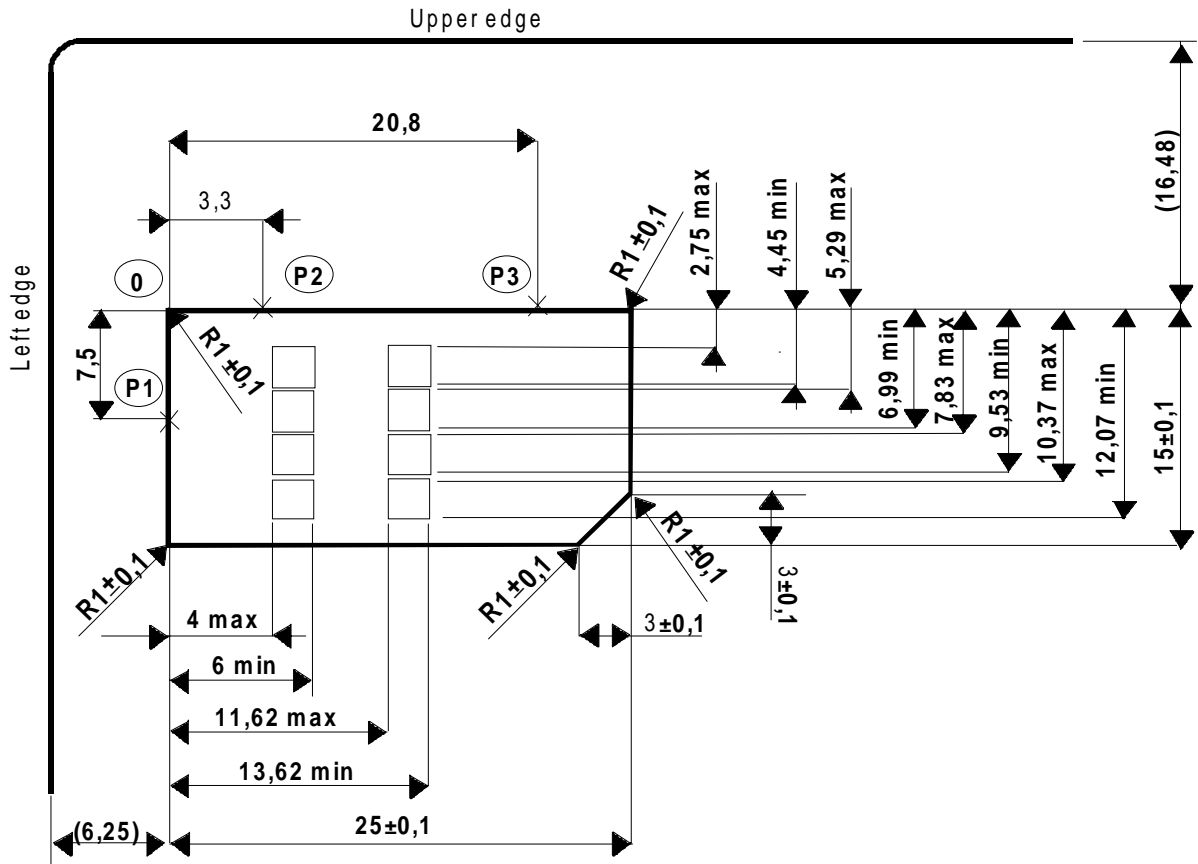 Upper edge
Left edge
20,8
3,3
0
P2
P3
R1±0,1
2,75 max
4,45 min
5,29 max
(16,48)
7,5
P1
R1±0,1
6,99 min
7,83 max
9,53 min
10,37 max
12,07 min
15±0,1
R1±0,1
R1±0,1
R1±0,1
3±0,1
4 max
3±0,1
6 min
11,62 max
13,62 min
(6,25)
25±0,1